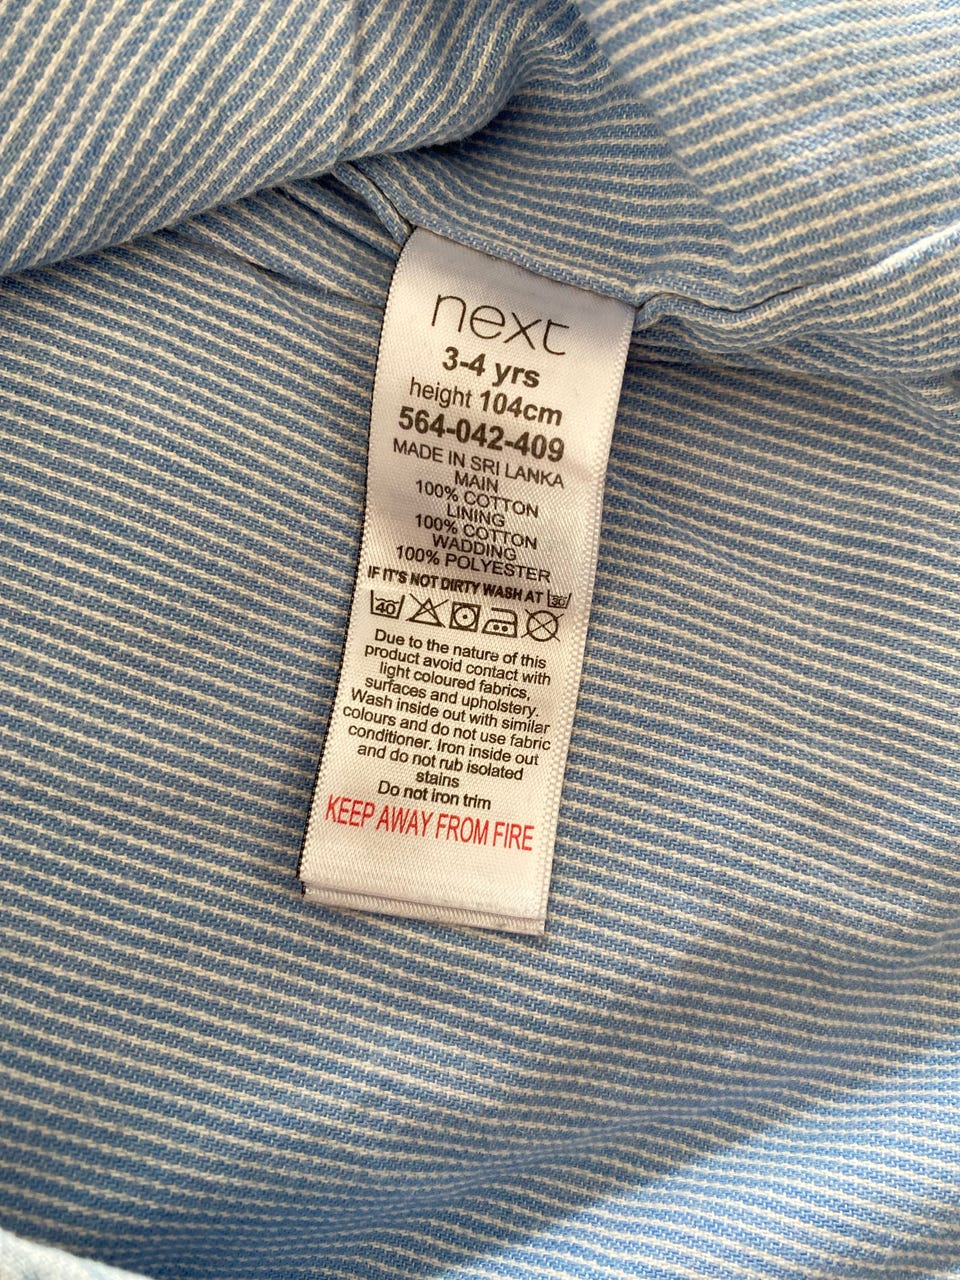 next
3-4 yrs
height 104cm
564-042-409
MADE IN SRI LANKA
MAIN
100% COTTON
LINING
100% COTTON
WADDING
100% POLYESTER
IF IT'S NOT DIRTY WASH AT 30
40
Due to the nature of this
product avoid contact with
light coloured fabrics,
surfaces and upholstery.
Wash inside out with similar
colours and do not use fabric
conditioner. Iron inside out
and do not rub isolated
stains
Do not iron trim
KEEP AWAY FROM FIRE